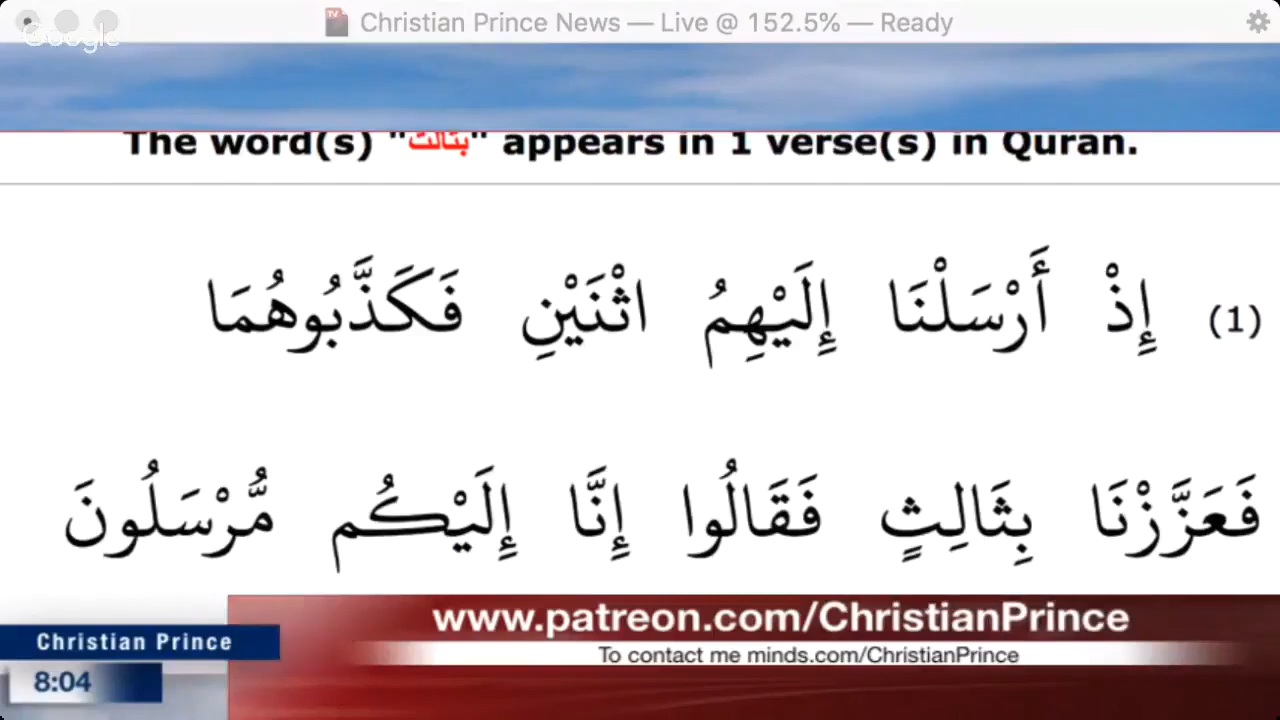 Christian Prince News — Live @ 152.5% — Ready
Google
The word(s) "بثالث" appears in 1 verse(s) in Quran.
(1) إِذْ أَرْسَلْنَا إِلَيْهِمُ اثْنَيْنِ فَكَذَّبُوهُمَا
فَعَزَّزْنَا بِثَالِثٍ فَقَالُوا إِنَّا إِلَيْكُم مُّرْسَلُونَ
www.patreon.com/ChristianPrince
Christian Prince
To contact me minds.com/ChristianPrince
8:04